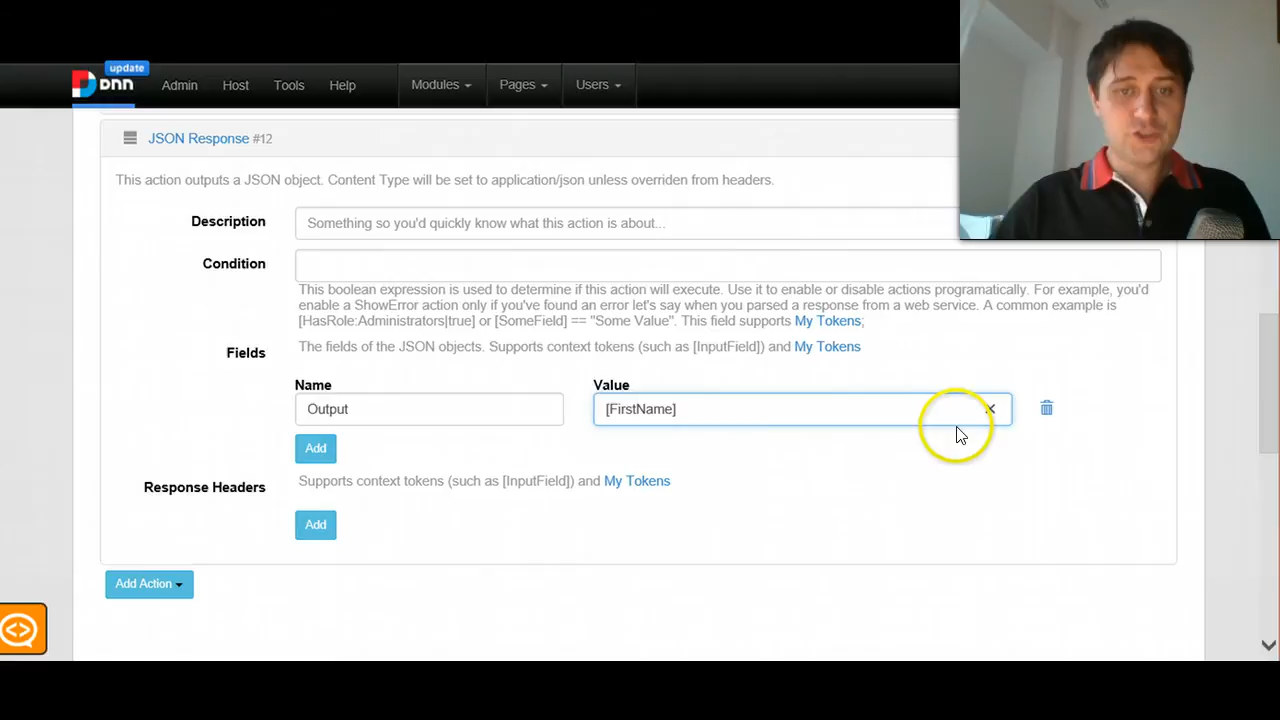 update
DNN Admin Host Tools Help Modules Pages Users
JSON Response #12
This action outputs a JSON object. Content Type will be set to application/json unless overriden from headers.
Description Something so you'd quickly know what this action is about...
Condition
This boolean expression is used to determine if this action will execute. Use it to enable or disable actions programatically. For example, you'd
enable a ShowError action only if you've found an error let's say when you parsed a response from a web service. A common example is
[HasRole:Administrators|true] or [SomeField] == "Some Value". This field supports My Tokens;
Fields The fields of the JSON objects. Supports context tokens (such as [InputField]) and My Tokens
Name Value
Output [FirstName]
Add
Response Headers Supports context tokens (such as [InputField]) and My Tokens
Add
Add Action